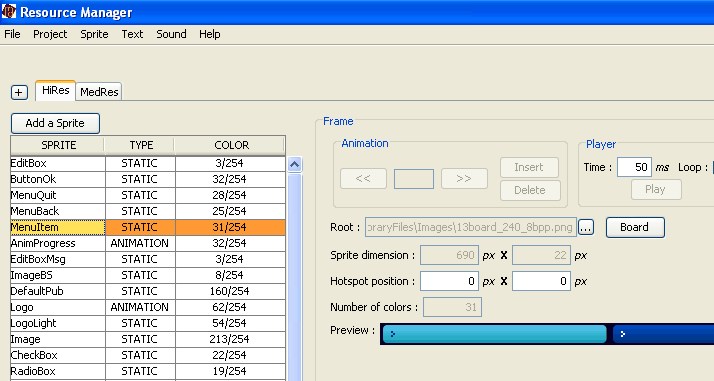 Resource Manager
File Project Sprite Text Sound Help
+ HiRes MedRes
Add a Sprite
SPRITE TYPE COLOR
EditBox STATIC 3/254
ButtonOk STATIC 32/254
MenuQuit STATIC 28/254
MenuBack STATIC 25/254
MenuItem STATIC 31/254
AnimProgress ANIMATION 32/254
EditBoxMsg STATIC 3/254
ImageBS STATIC 8/254
DefaultPub STATIC 160/254
Logo ANIMATION 62/254
LogoLight STATIC 54/254
Image STATIC 213/254
CheckBox STATIC 22/254
RadioBox STATIC 19/254
Frame
Animation
<< >> Insert
Delete
Player
Time : 50 ms Loop :
Play
Root : oraryFiles\Images\13board_240_8bpp.png ... Board
Sprite dimension : 690 px X 22 px
Hotspot position : 0 px X 0 px
Number of colors : 31
Preview :